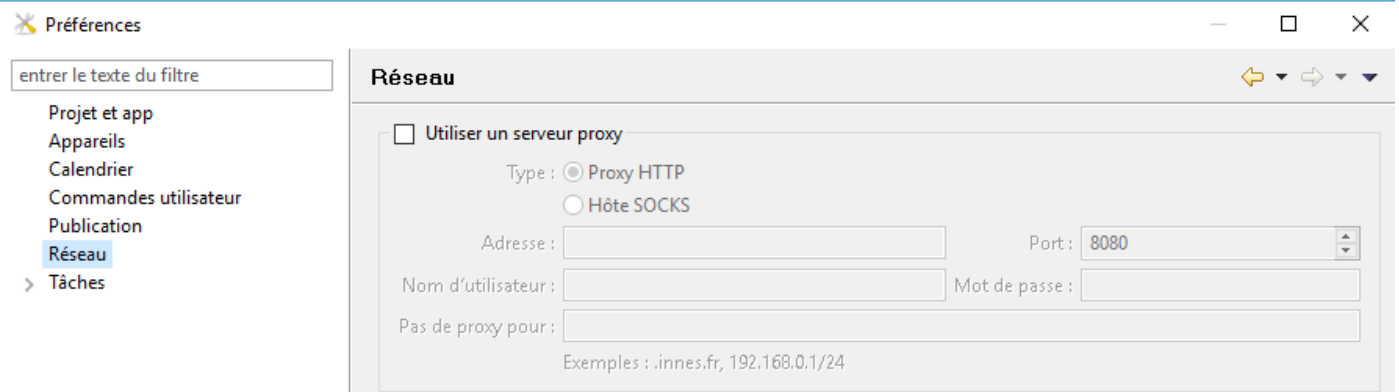 Préférences
entrer le texte du filtre
Projet et app
Appareils
Calendrier
Commandes utilisateur
Publication
Réseau
Tâches
Réseau
Utiliser un serveur proxy
Type : Proxy HTTP
Hôte SOCKS
Adresse : Port : 8080
Nom d'utilisateur : Mot de passe :
Pas de proxy pour :
Exemples : .innes.fr, 192.168.0.1/24